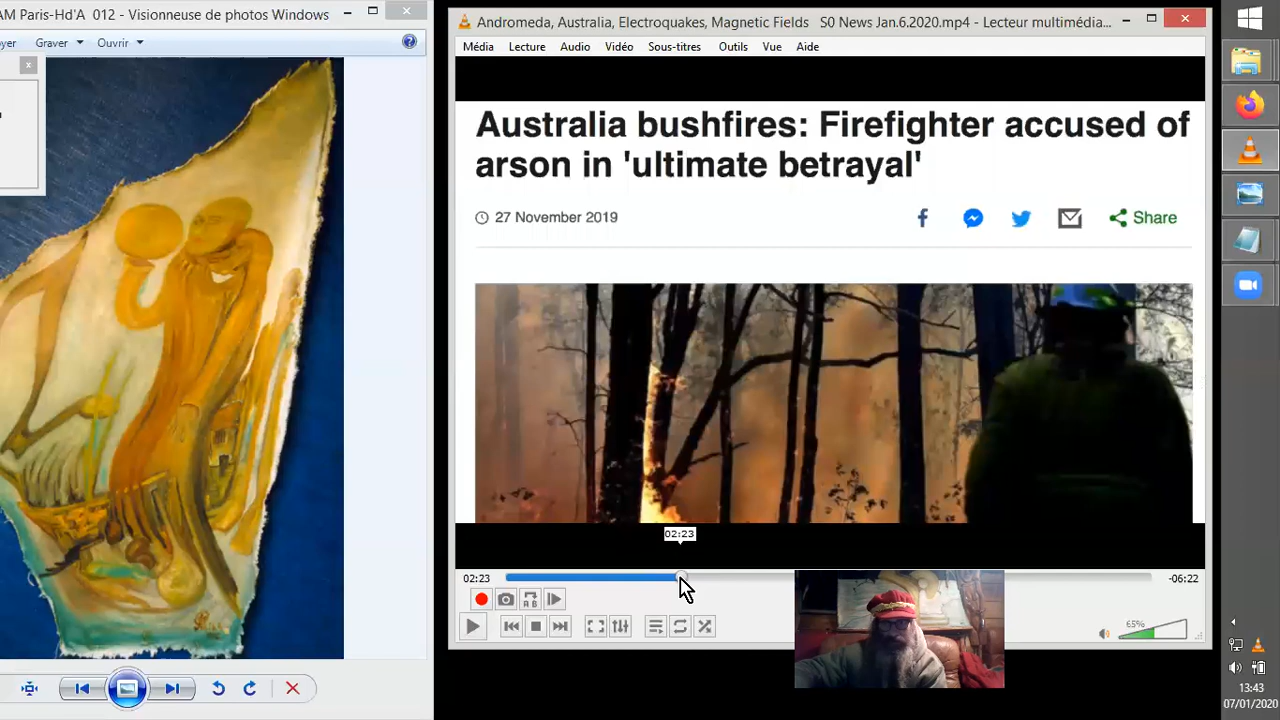 AM Paris-Hd'A 012 - Visionneuse de photos Windows
Graver
Ouvrir
Andromeda, Australia, Electroquakes, Magnetic Fields S0 News Jan.6.2020.mp4 - Lecteur multimédia...
Média Lecture Audio Vidéo Sous-titres Outils Vue Aide
Australia bushfires: Firefighter accused of
arson in 'ultimate betrayal'
27 November 2019
Share
02:23
02:23
-06:22
65%
13:43
07/01/2020